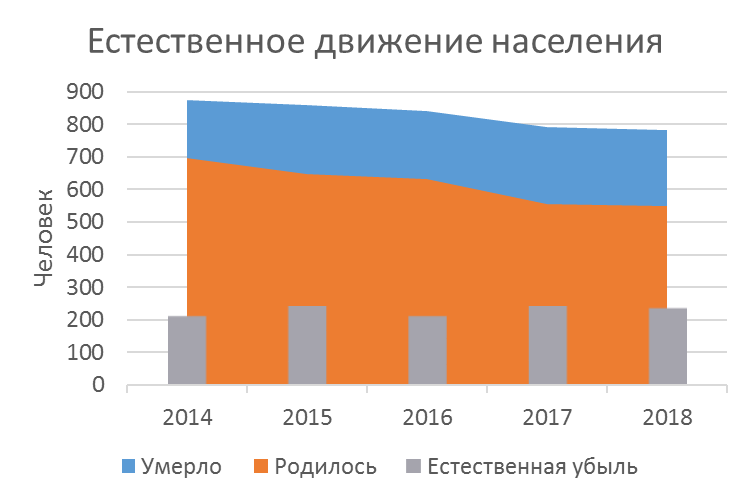 Естественное движение населения
Человек
900
800
700
600
500
400
300
200
100
0
2014 2015 2016 2017 2018
Умерло Родилось Естественная убыль